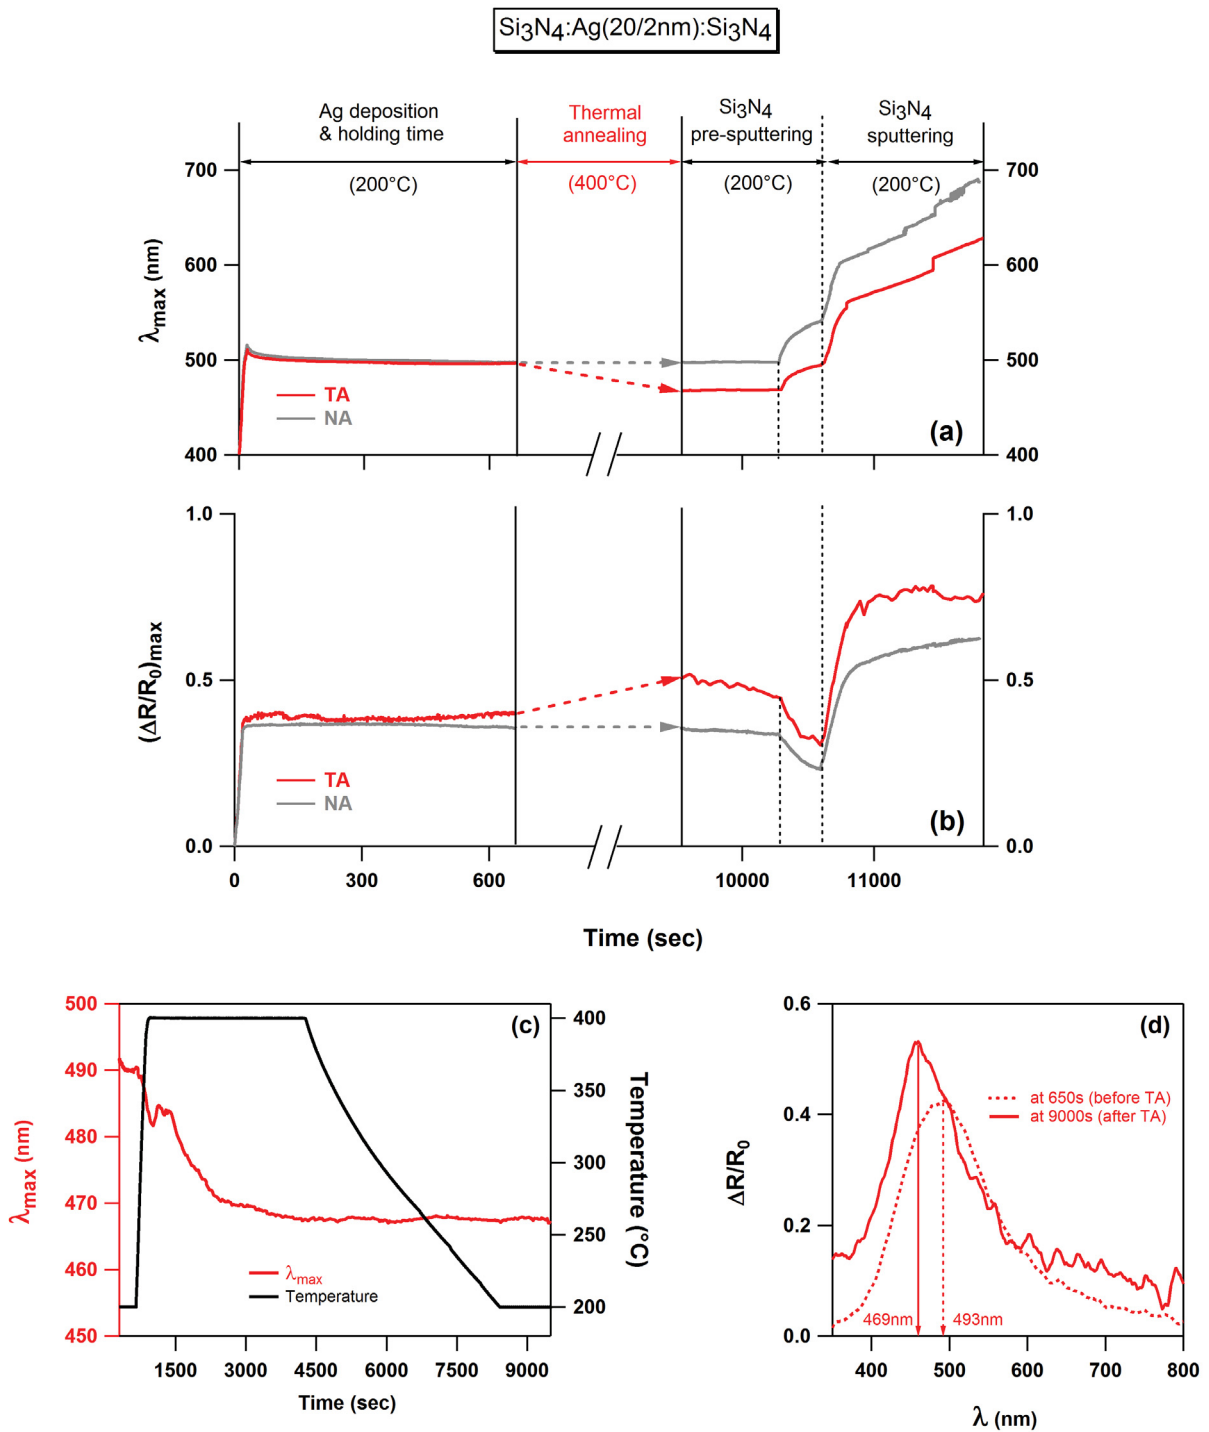 Si3N4:Ag(20/2nm):Si3N4
Ag deposition
& holding time
(200°C)
Thermal
annealing
(400°C)
Si3N4
pre-sputtering
(200°C)
Si3N4
sputtering
(200°C)
λmax (nm)
700
600
500
400
700
600
500
400
TA
NA
(a)
(ΔR/R0)max
1.0
0.5
0.0
1.0
0.5
0.0
TA
NA
(b)
0
300
600
10000
11000
Time (sec)
λmax (nm)
500
490
480
470
460
450
(c)
400
350
300
250
200
Temperature (°C)
λmax
Temperature
1500
3000
4500
6000
7500
9000
Time (sec)
ΔR/R0
0.6
0.4
0.2
0.0
(d)
at 650s (before TA)
at 9000s (after TA)
469nm
493nm
400
500
600
700
800
λ (nm)